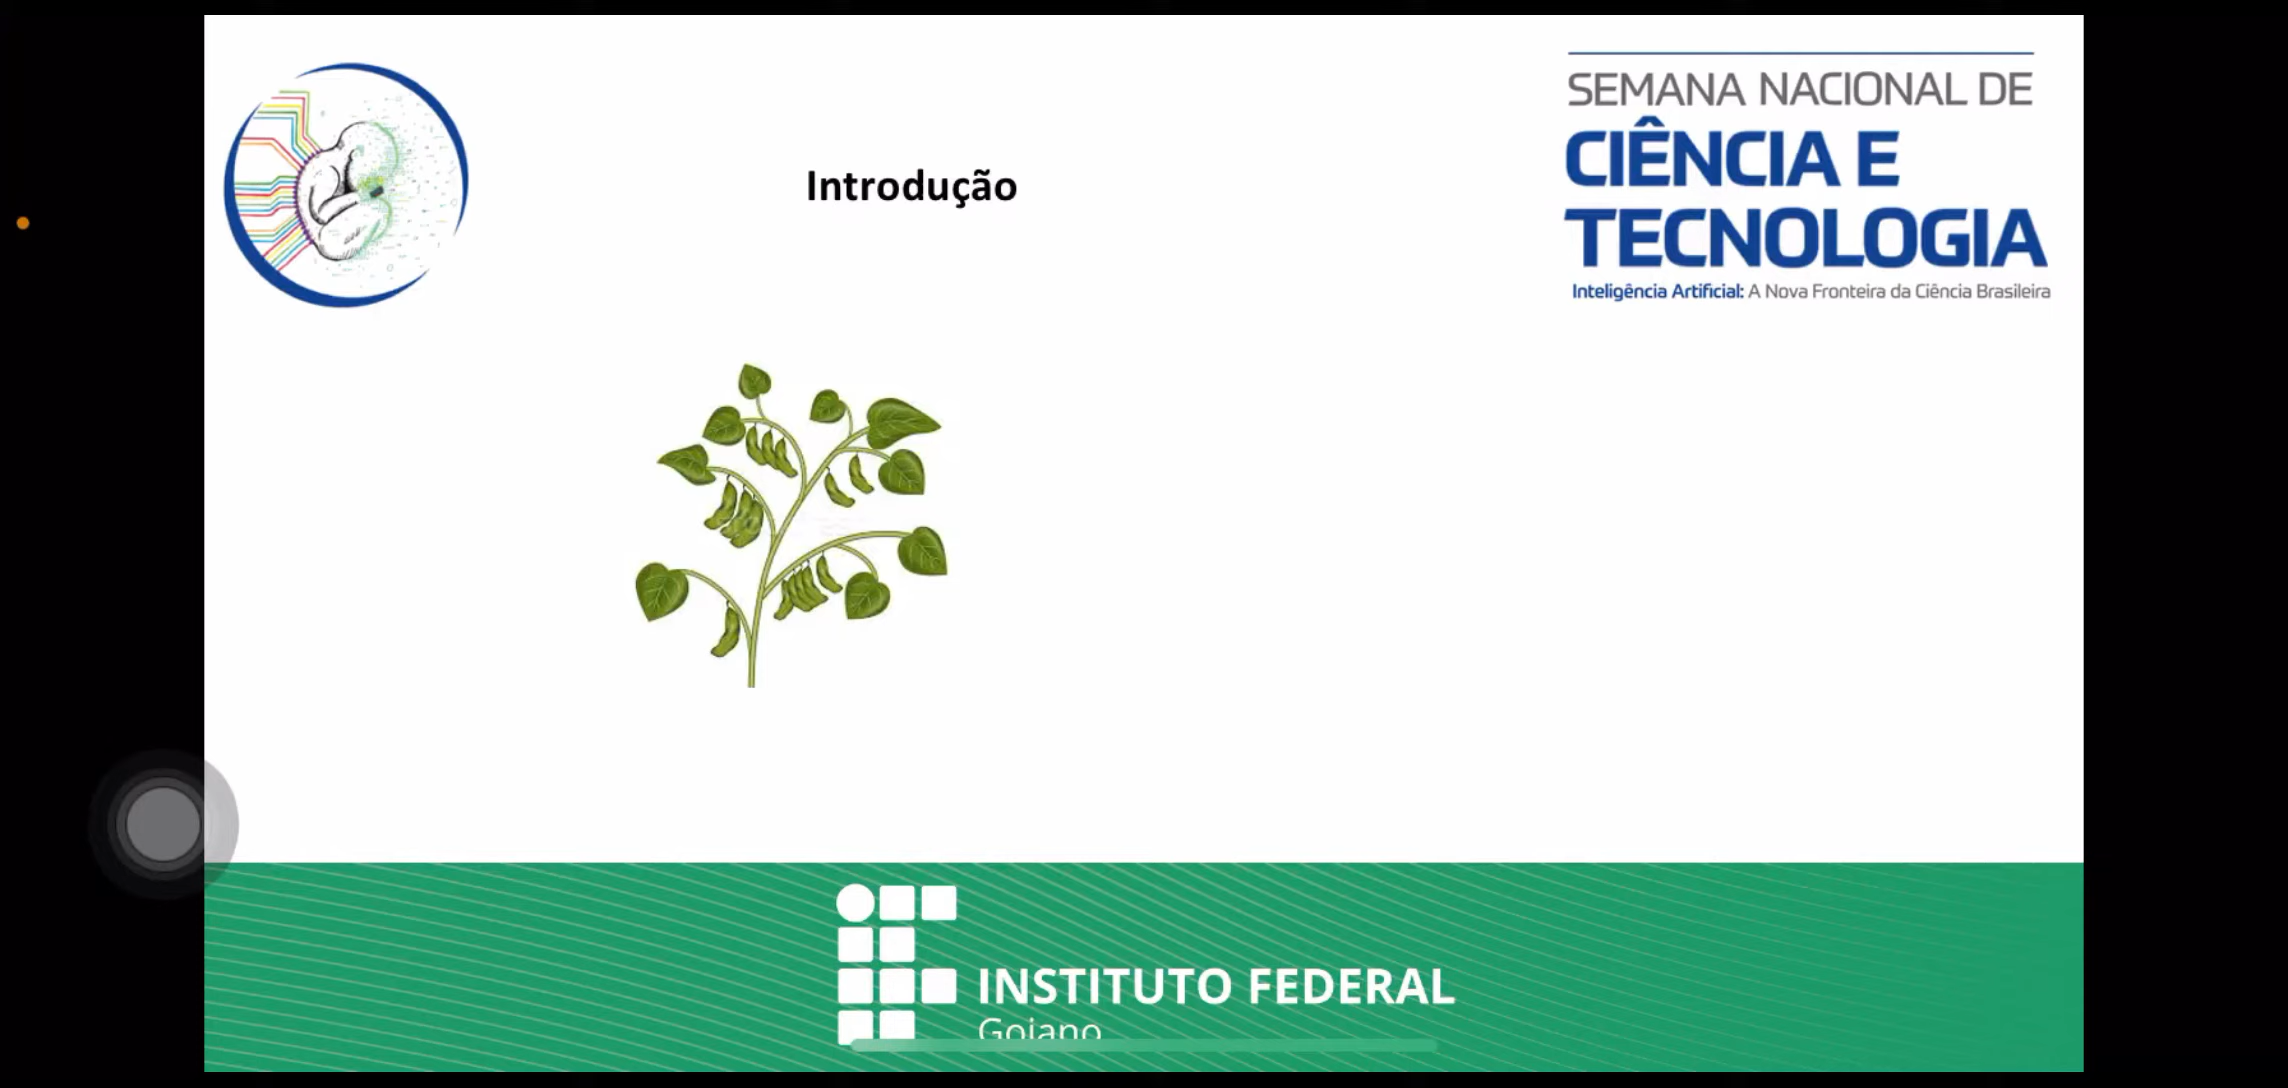 Introdução
SEMANA NACIONAL DE
CIÊNCIA E
TECNOLOGIA
Inteligência Artificial: A Nova Fronteira da Ciência Brasileira
INSTITUTO FEDERAL
Goiano